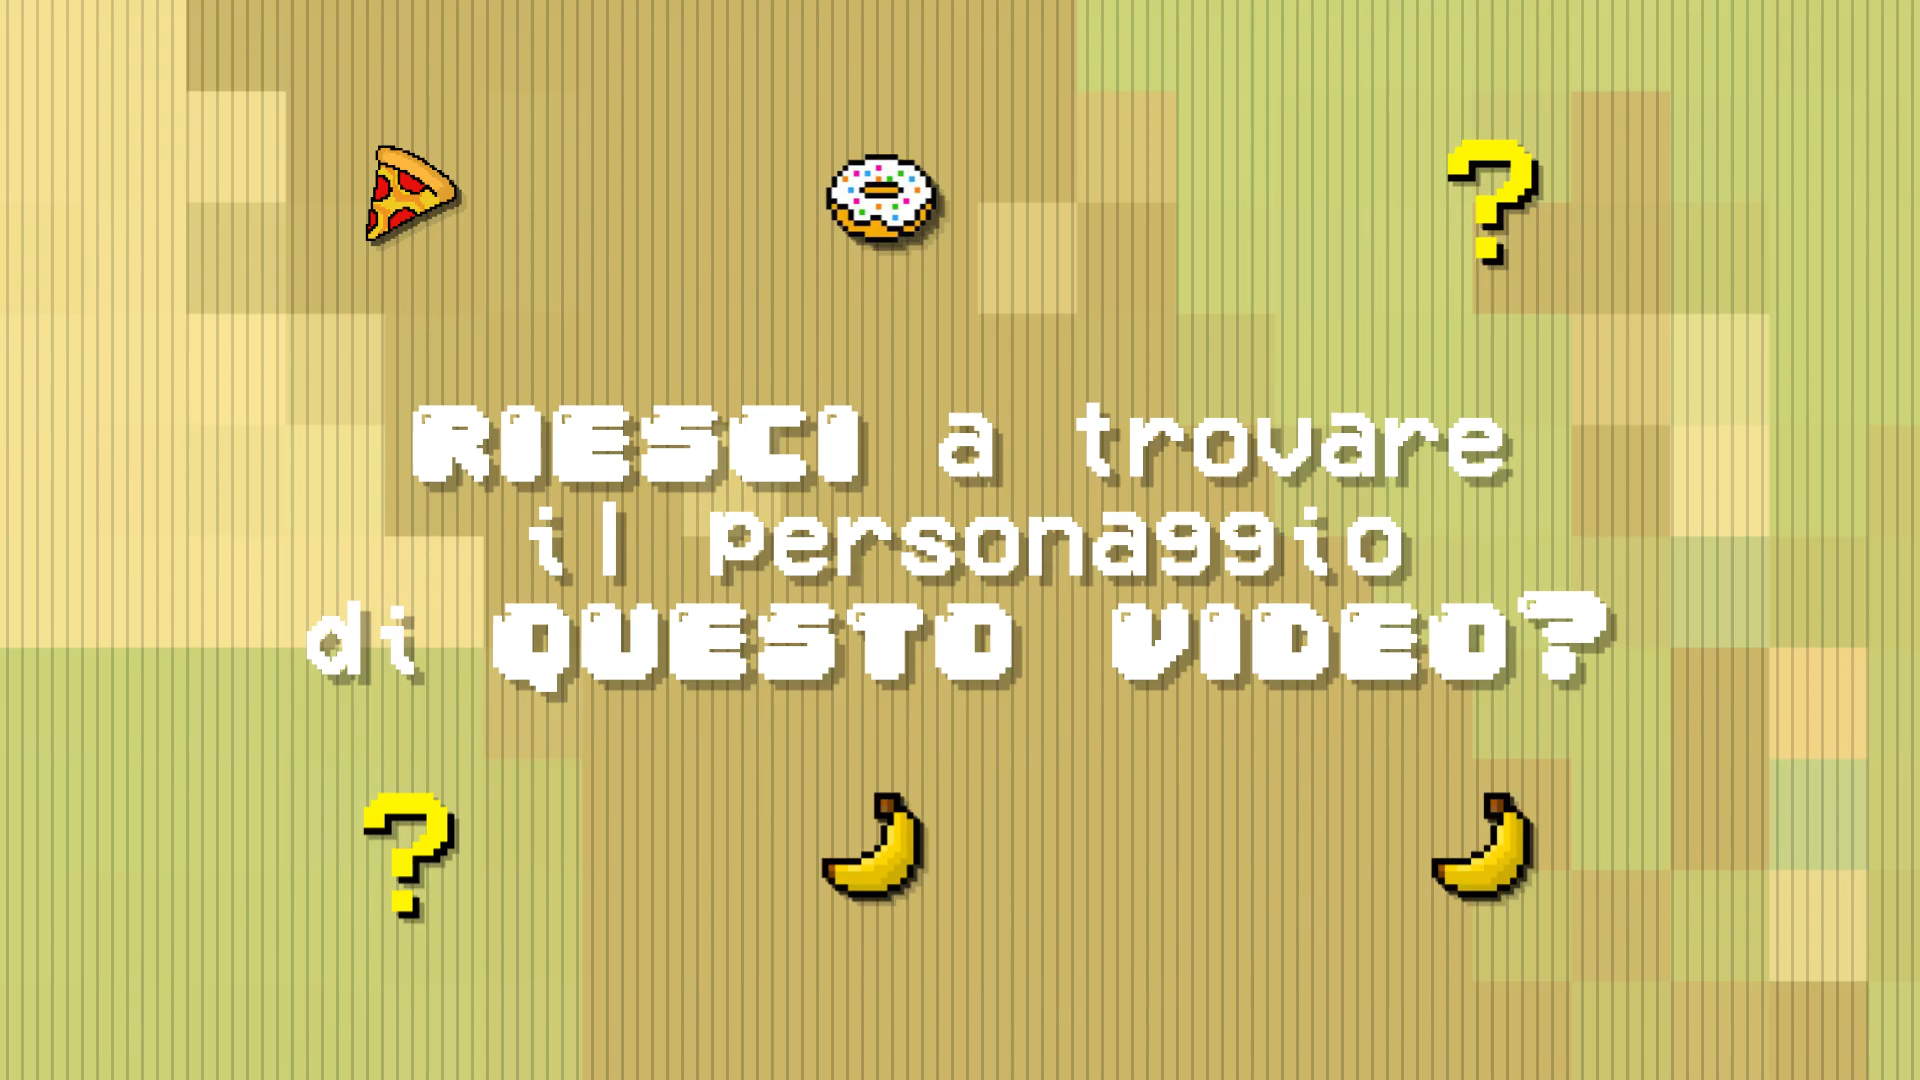 ?
RIESCI a trovare
il personaggio
di QUESTO VIDEO?
?